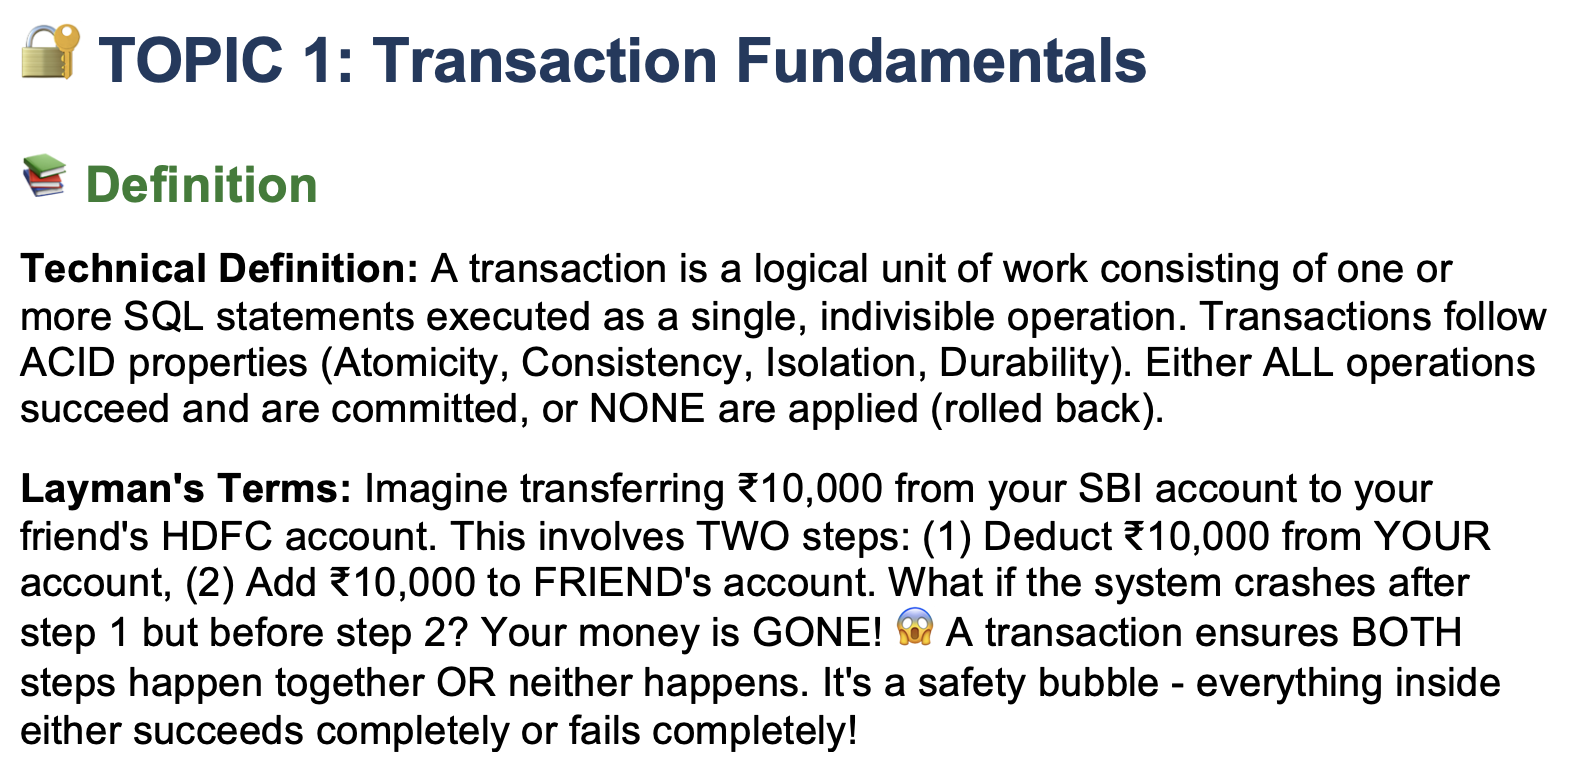 🔐 TOPIC 1: Transaction Fundamentals
📚 Definition
Technical Definition: A transaction is a logical unit of work consisting of one or
more SQL statements executed as a single, indivisible operation. Transactions follow
ACID properties (Atomicity, Consistency, Isolation, Durability). Either ALL operations
succeed and are committed, or NONE are applied (rolled back).
Layman's Terms: Imagine transferring ₹10,000 from your SBI account to your
friend's HDFC account. This involves TWO steps: (1) Deduct ₹10,000 from YOUR
account, (2) Add ₹10,000 to FRIEND's account. What if the system crashes after
step 1 but before step 2? Your money is GONE! 😱 A transaction ensures BOTH
steps happen together OR neither happens. It's a safety bubble - everything inside
either succeeds completely or fails completely!